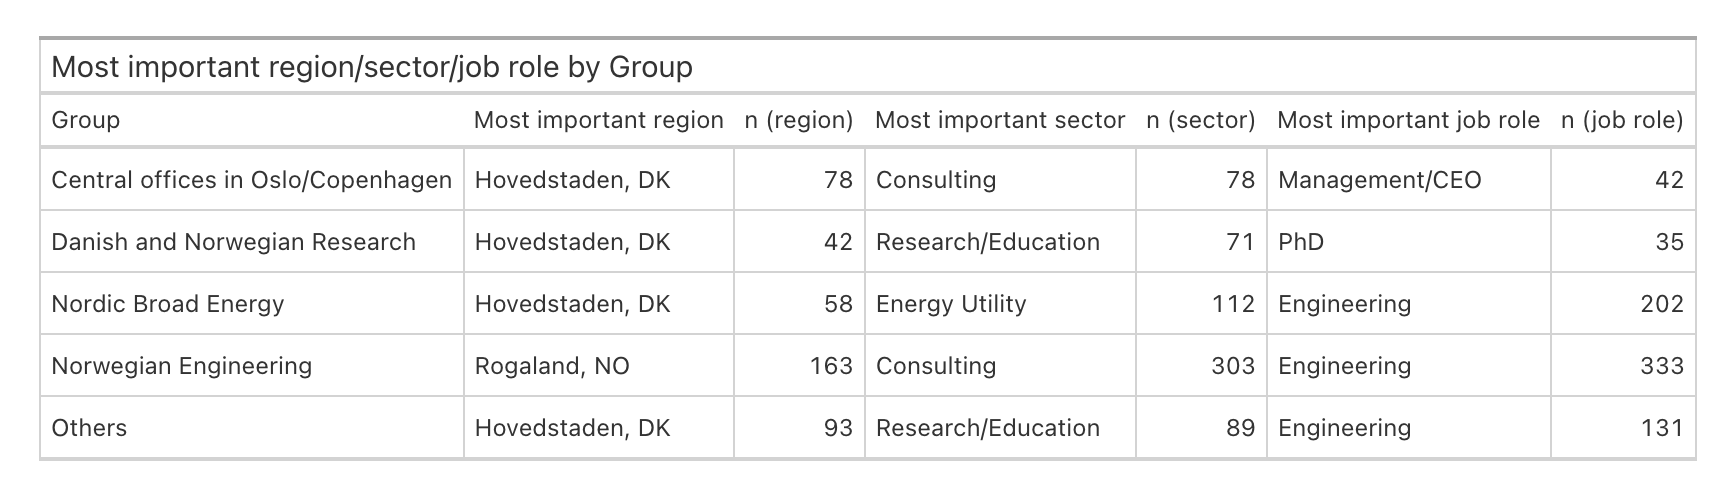 Most important region/sector/job role by Group
Group Most important region n (region) Most important sector n (sector) Most important job role n (job role)
Central offices in Oslo/Copenhagen Hovedstaden, DK 78 Consulting 78 Management/CEO 42
Danish and Norwegian Research Hovedstaden, DK 42 Research/Education 71 PhD 35
Nordic Broad Energy Hovedstaden, DK 58 Energy Utility 112 Engineering 202
Norwegian Engineering Rogaland, NO 163 Consulting 303 Engineering 333
Others Hovedstaden, DK 93 Research/Education 89 Engineering 131